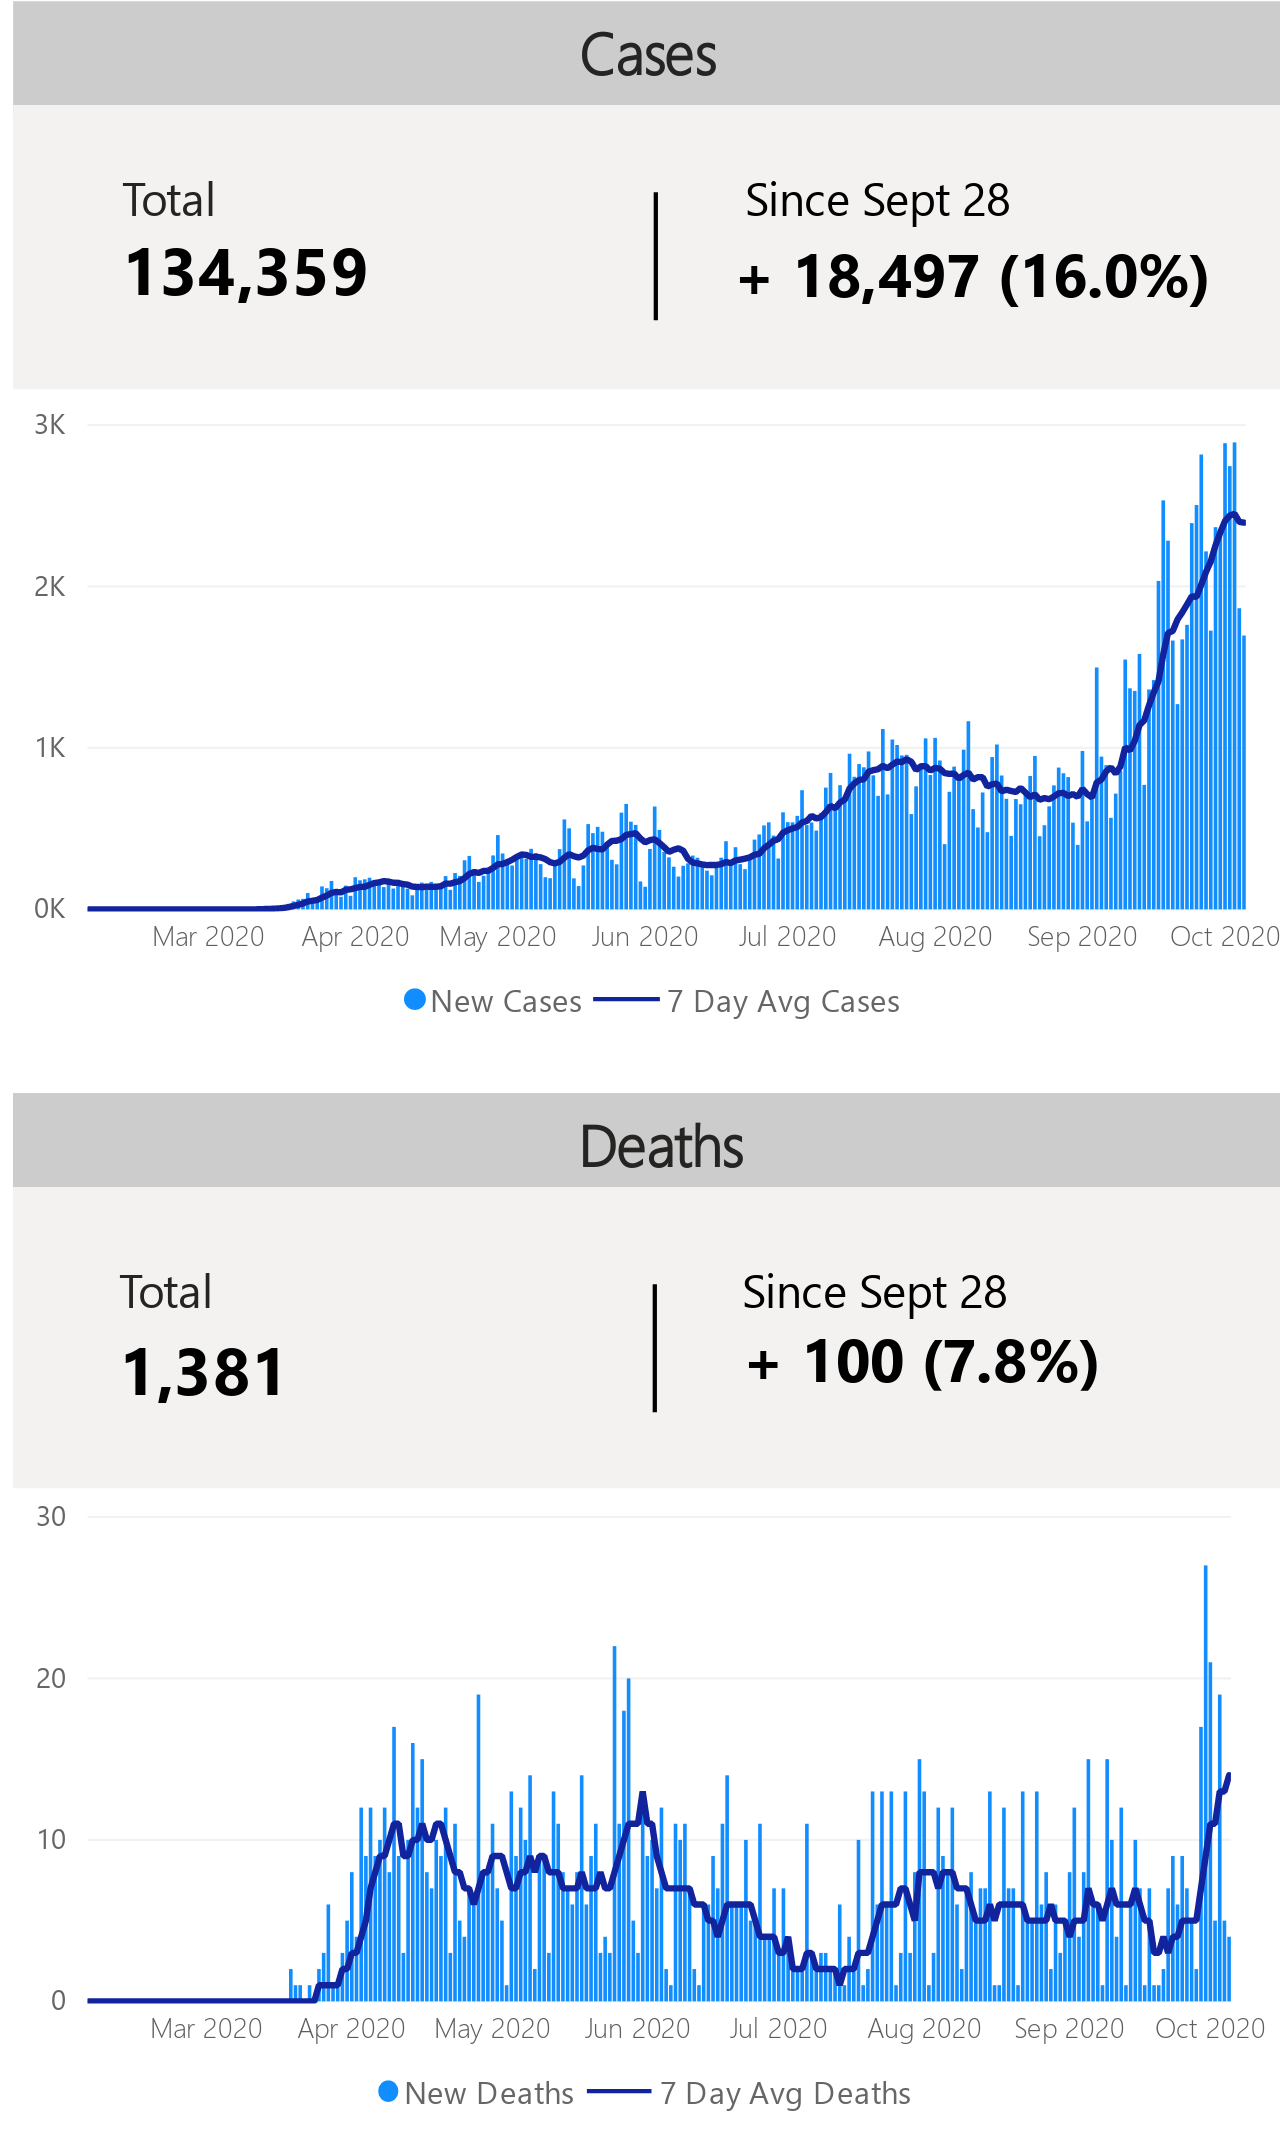 Cases
Total
Since Sept 28
134,359
+ 18,497 (16.0%)
3K
2K
1K
0K
Mar 2020 Apr 2020 May 2020 Jun 2020 Jul 2020 Aug 2020 Sep 2020 Oct 2020
New Cases 7 Day Avg Cases
Deaths
Total
Since Sept 28
1,381
+ 100 (7.8%)
30
20
10
0
Mar 2020 Apr 2020 May 2020 Jun 2020 Jul 2020 Aug 2020 Sep 2020 Oct 2020
New Deaths 7 Day Avg Deaths